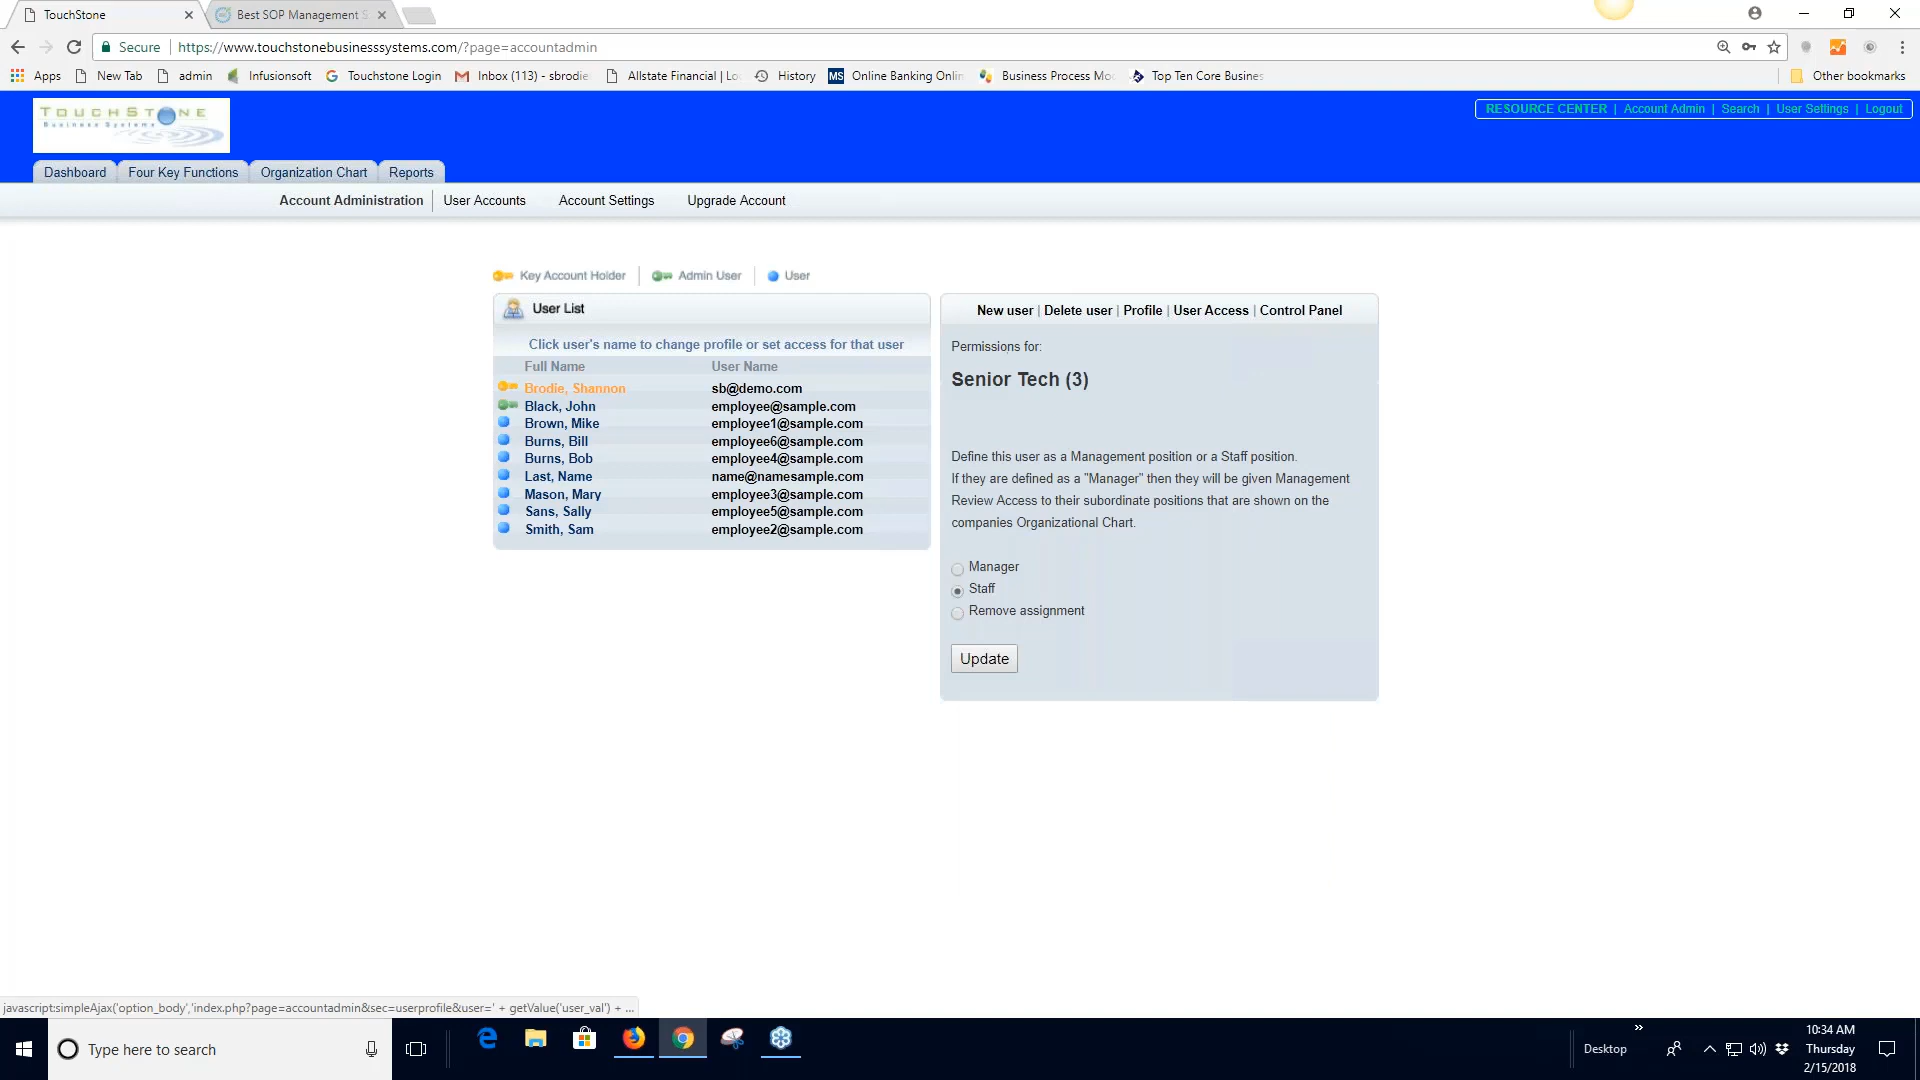 TouchStone
Best SOP Management S
Secure
https://www.touchstonebusinesssystems.com/?page=accountadmin
Apps
New Tab
admin
Infusionsoft
Touchstone Login
Inbox (113) - sbrodie
Allstate Financial | Lo
History
MS
Online Banking Onlin
Business Process Mo
Top Ten Core Busines
Other bookmarks
TOUCHSTONE
Business Systems
RESOURCE CENTER | Account Admin | Search | User Settings | Logout
Dashboard
Four Key Functions
Organization Chart
Reports
Account Administration
User Accounts
Account Settings
Upgrade Account
Key Account Holder
Admin User
User
User List
Click user's name to change profile or set access for that user
Full Name User Name
Brodie, Shannon sb@demo.com
Black, John employee@sample.com
Brown, Mike employee1@sample.com
Burns, Bill employee6@sample.com
Burns, Bob employee4@sample.com
Last, Name name@namesample.com
Mason, Mary employee3@sample.com
Sans, Sally employee5@sample.com
Smith, Sam employee2@sample.com
New user | Delete user | Profile | User Access | Control Panel
Permissions for:
Senior Tech (3)
Define this user as a Management position or a Staff position.
If they are defined as a "Manager" then they will be given Management
Review Access to their subordinate positions that are shown on the
companies Organizational Chart.
Manager
Staff
Remove assignment
Update
javascript:simpleAjax('option_body','index.php?page=accountadmin&sec=userprofile&user=' + getValue('user_val') + ...
Type here to search
Desktop
10:34 AM
Thursday
2/15/2018